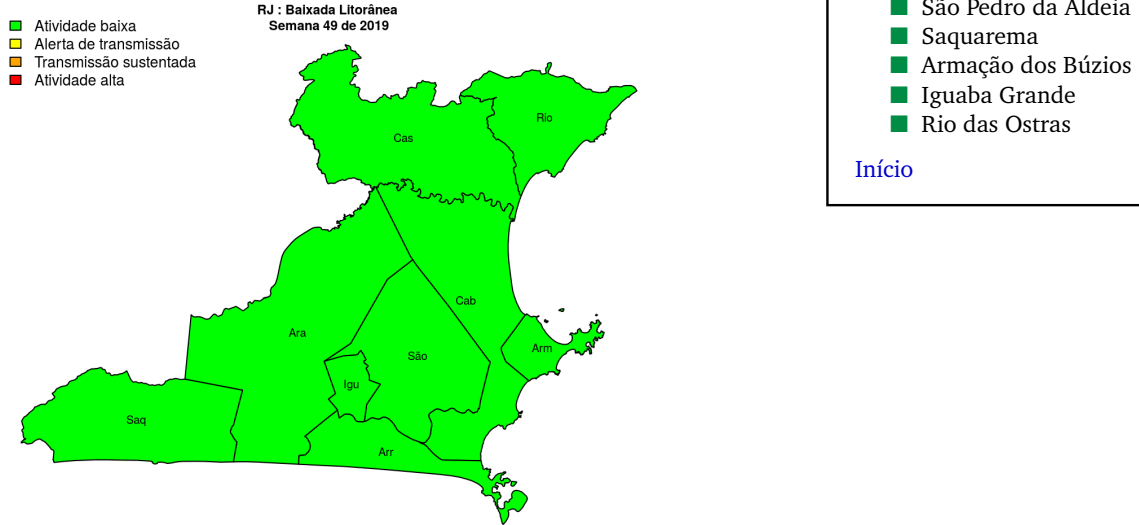 RJ : Baixada Litorânea
Semana 49 de 2019
Atividade baixa
Alerta de transmissão
Transmissão sustentada
Atividade alta
Rio
Cas
Cab
Ara
Arm
São
Igu
Saq
Arr
São Pedro da Aldeia
Saquarema
Armação dos Búzios
Iguaba Grande
Rio das Ostras
Início